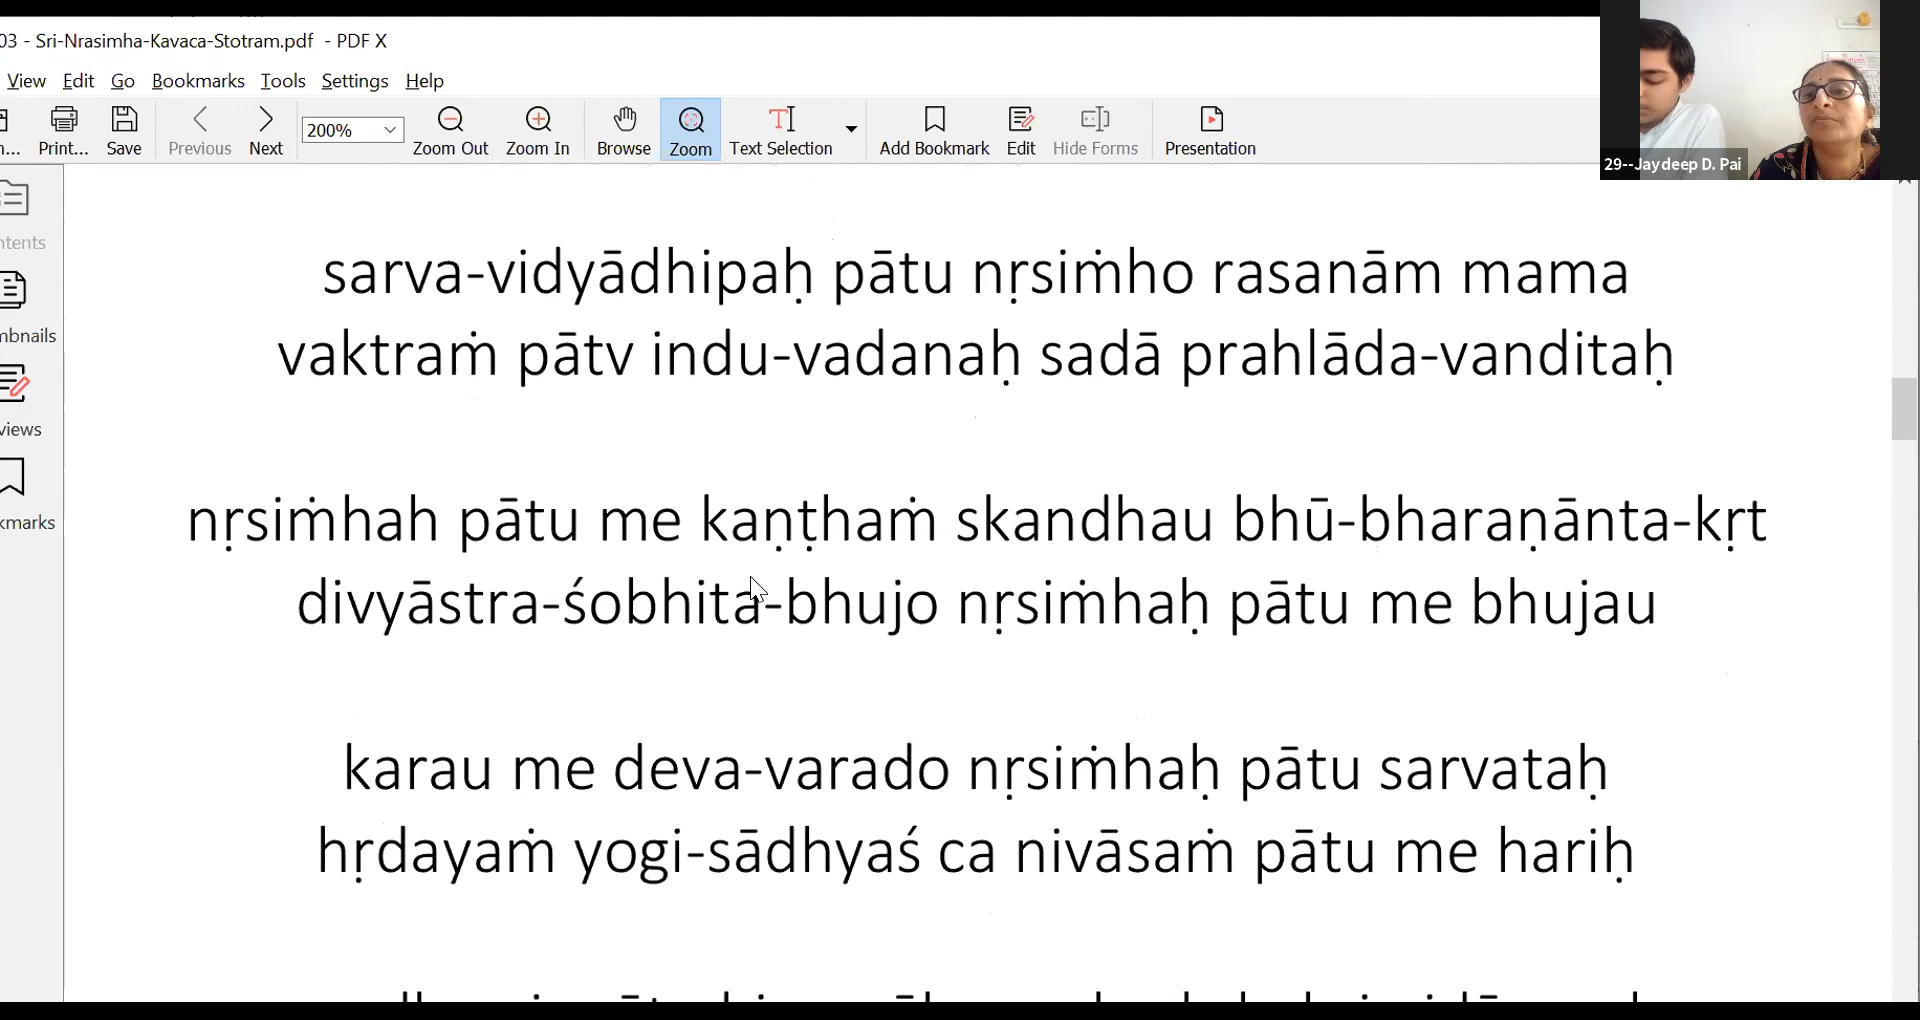 03 - Sri-Nrasimha-Kavaca-Stotram.pdf - PDF X
View Edit Go Bookmarks Tools Settings Help
Print... Save Previous Next 200% Zoom Out Zoom In Browse Zoom Text Selection Add Bookmark Edit Hide Forms Presentation
29--Jaydeep D. Pai
ntents
mbnails
views
kmarks
sarva-vidyādhipaḥ pātu nṛsiṁho rasanām mama
vaktraṁ pātv indu-vadanaḥ sadā prahlāda-vanditaḥ
nṛsiṁhah pātu me kaṇṭhaṁ skandhau bhū-bharaṇānta-kṛt
divyāstra-śobhita-bhujo nṛsiṁhaḥ pātu me bhujau
karau me deva-varado nṛsiṁhaḥ pātu sarvataḥ
hṛdayaṁ yogi-sādhyaś ca nivāsaṁ pātu me hariḥ